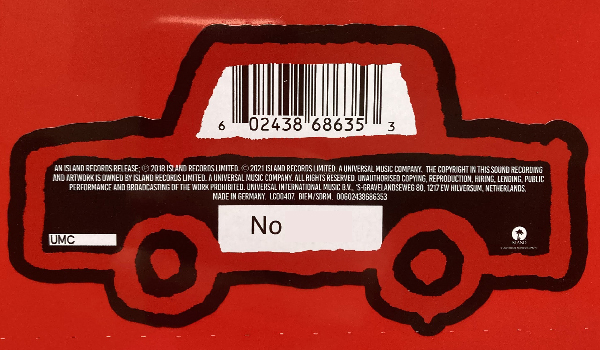 6 02438 68635 3
AN ISLAND RECORDS RELEASE; ℗ 2018 ISLAND RECORDS LIMITED. © 2021 ISLAND RECORDS LIMITED, A UNIVERSAL MUSIC COMPANY. THE COPYRIGHT IN THIS SOUND RECORDING
AND ARTWORK IS OWNED BY ISLAND RECORDS LIMITED. A UNIVERSAL MUSIC COMPANY. ALL RIGHTS RESERVED. UNAUTHORISED COPYING, REPRODUCTION, HIRING, LENDING, PUBLIC
PERFORMANCE AND BROADCASTING OF THE WORK PROHIBITED. UNIVERSAL INTERNATIONAL MUSIC B.V., 'S-GRAVELANDSEWEG 80, 1217 EW HILVERSUM, NETHERLANDS.
MADE IN GERMANY. LC00407. BIEM/SDRM. 00602438686353
No
UMC
ISLAND